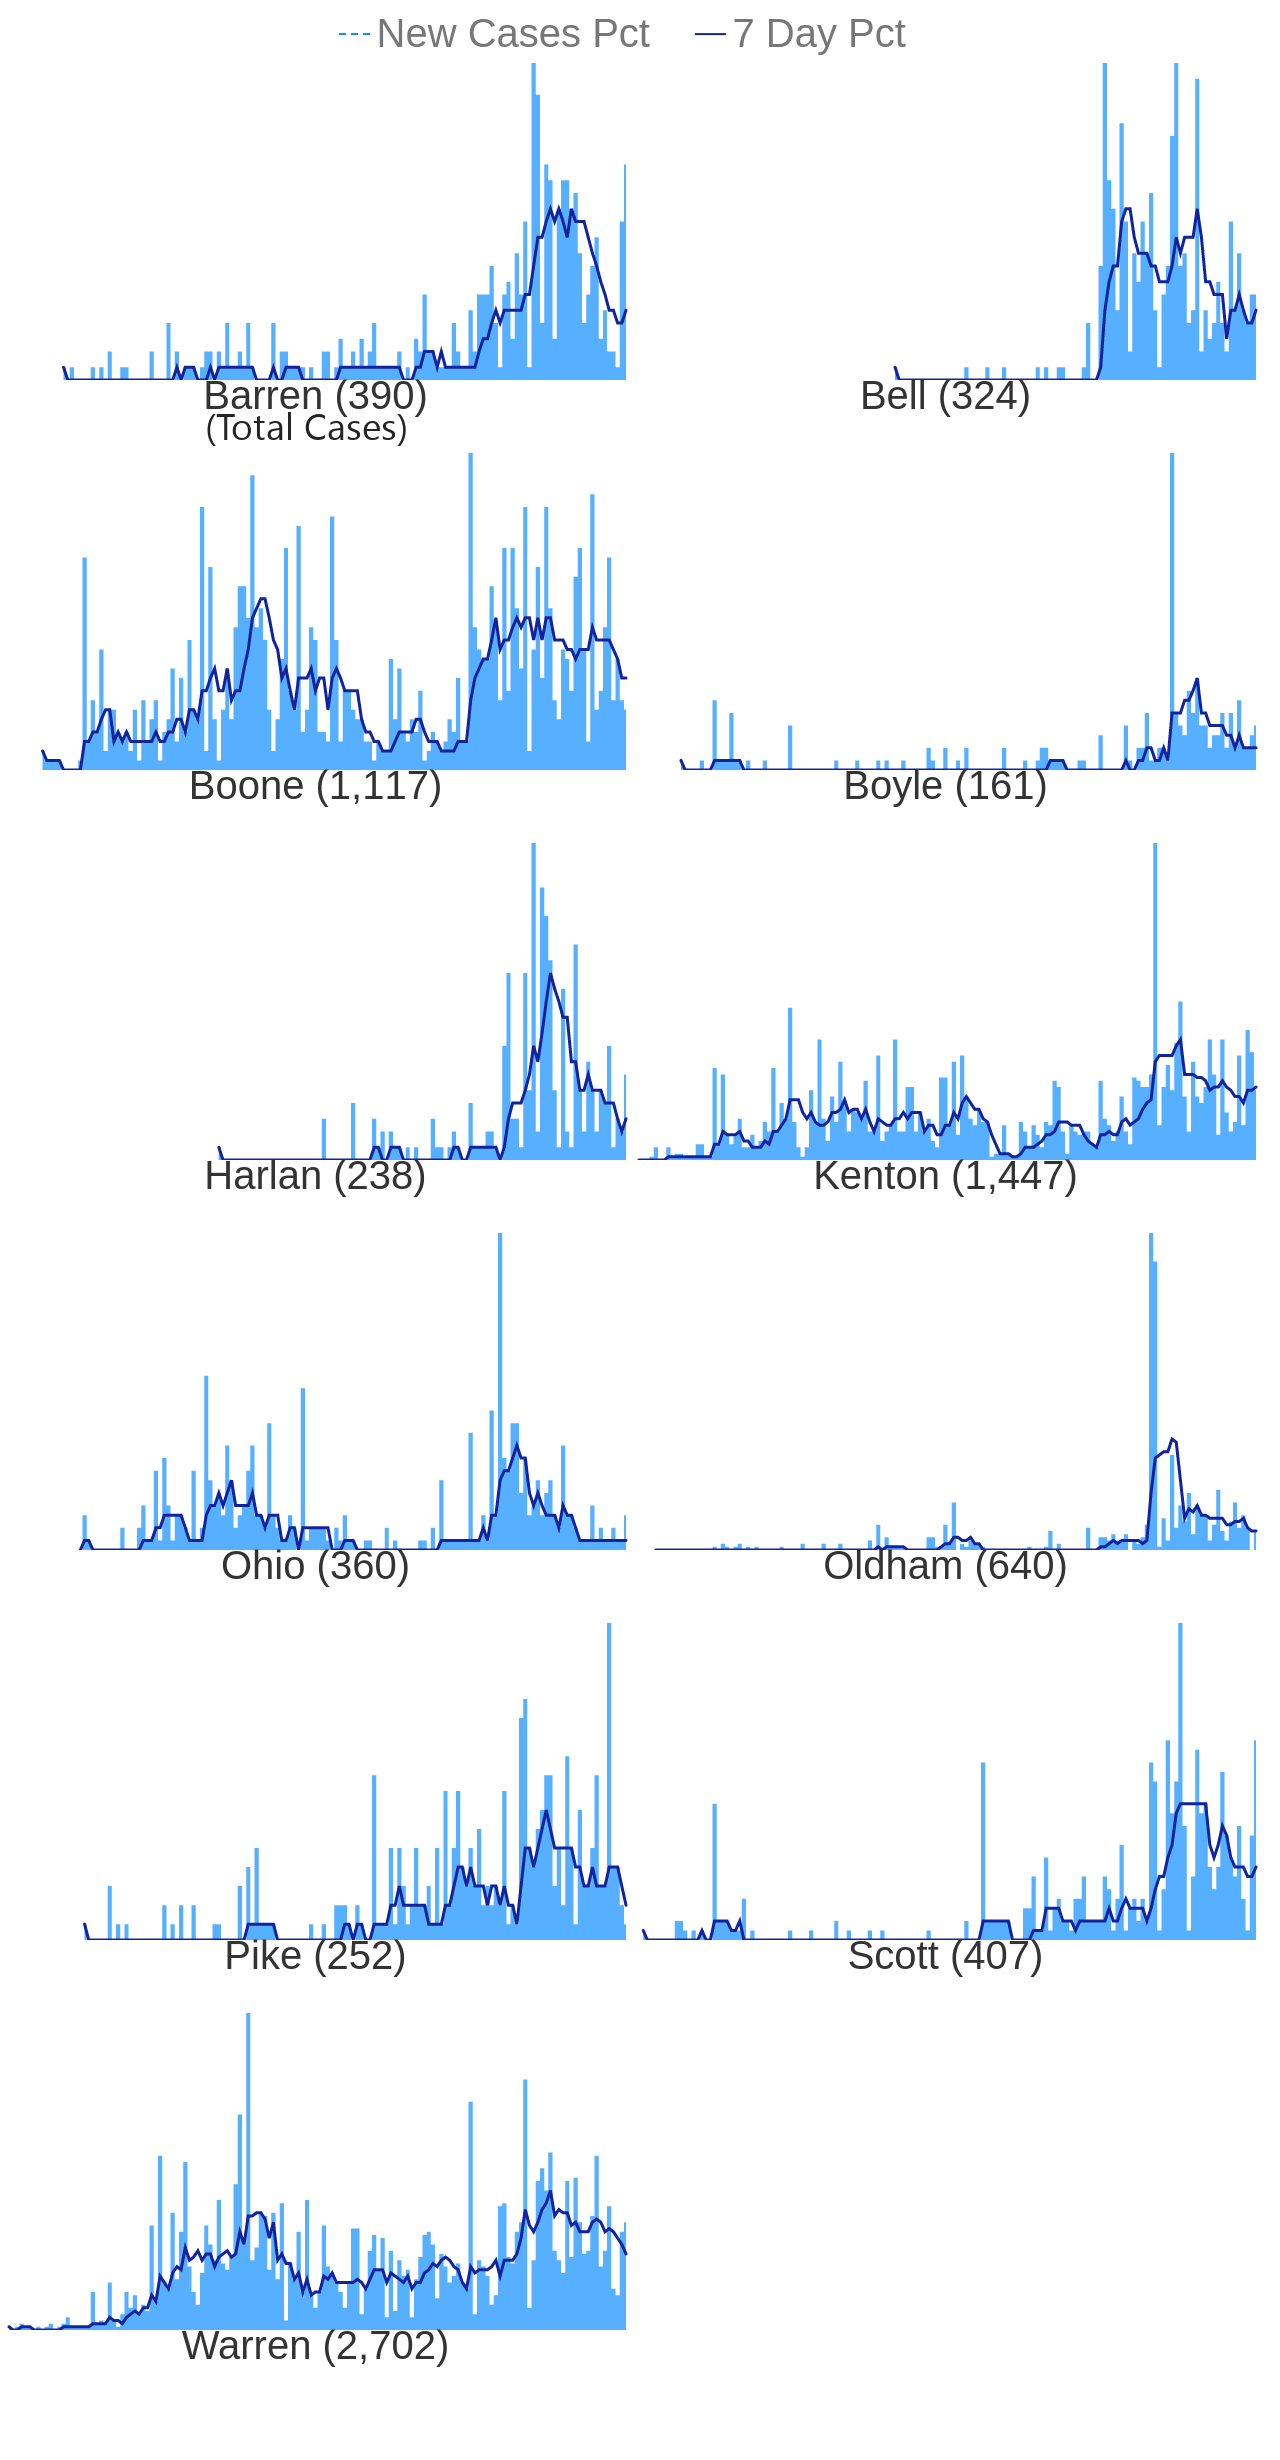 New Cases Pct 7 Day Pct
Barren (390) Bell (324)
(Total Cases)
Boone (1,117) Boyle (161)
Harlan (238) Kenton (1,447)
Ohio (360) Oldham (640)
Pike (252) Scott (407)
Warren (2,702)